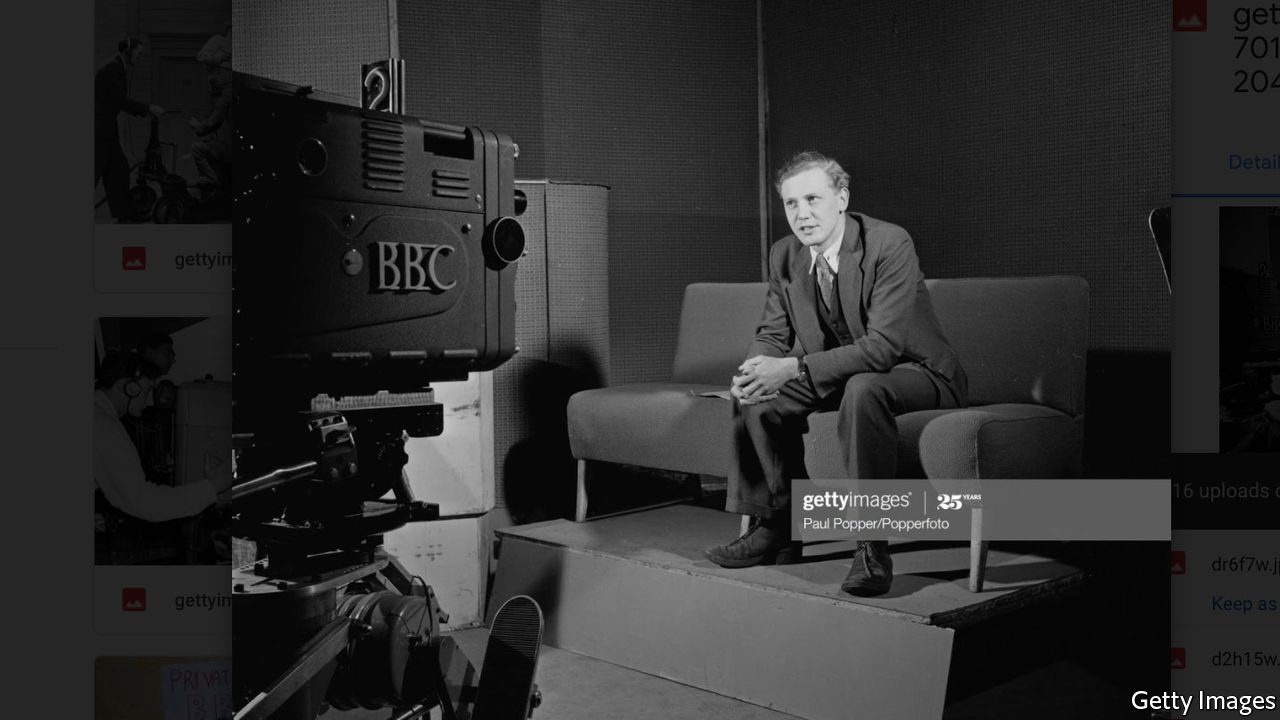 2
BBC
gettyimages
25 YEARS
Paul Popper/Popperfoto
Getty Images
gettyim
gettyim
PRIVAT
get
701
204
Detai
16 uploads
dr6f7w.j
Keep as
d2h15w.